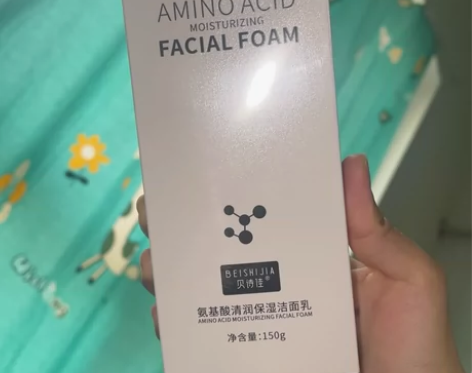 AMINO ACID
MOISTURIZING
FACIAL FOAM
BEISHIJIA
贝诗佳®
氨基酸清润保湿洁面乳
AMINO ACID MOISTURIZING FACIAL FOAM
净含量:150g